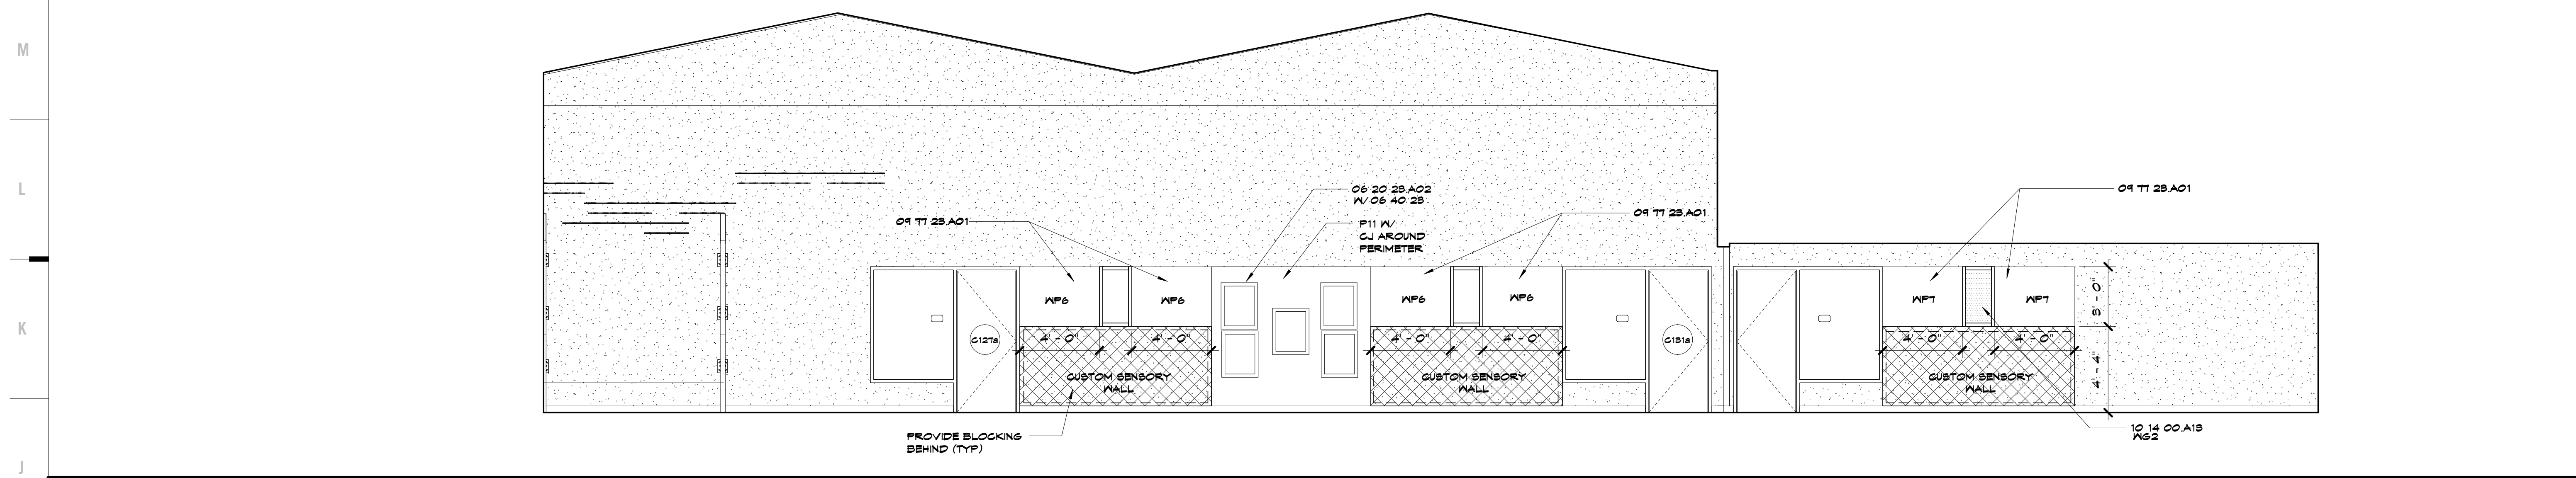 M
L
K
J
06 20 23.A02
W/ 06 40 23
P11 W/
CJ AROUND
PERIMETER
09 77 23.A01
09 77 23.A01
09 77 23.A01
WP6
WP6
WP6
WP6
WP7
WP7
C127a
C131a
4' - 0"
4' - 0"
4' - 0"
4' - 0"
4' - 0"
4' - 0"
3' - 0"
4' - 4"
CUSTOM SENSORY
WALL
CUSTOM SENSORY
WALL
CUSTOM SENSORY
WALL
PROVIDE BLOCKING
BEHIND (TYP)
10 14 00.A13
WG2